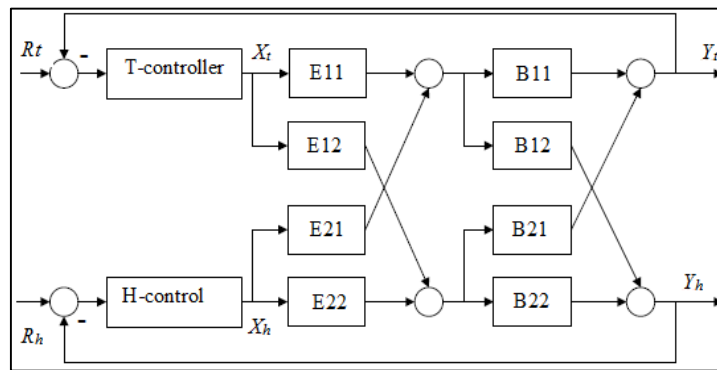 Rt
-
T-controller
Xt
E11
B11
Yt
E12
B12
E21
B21
Rh
-
H-control
Xh
E22
B22
Yh